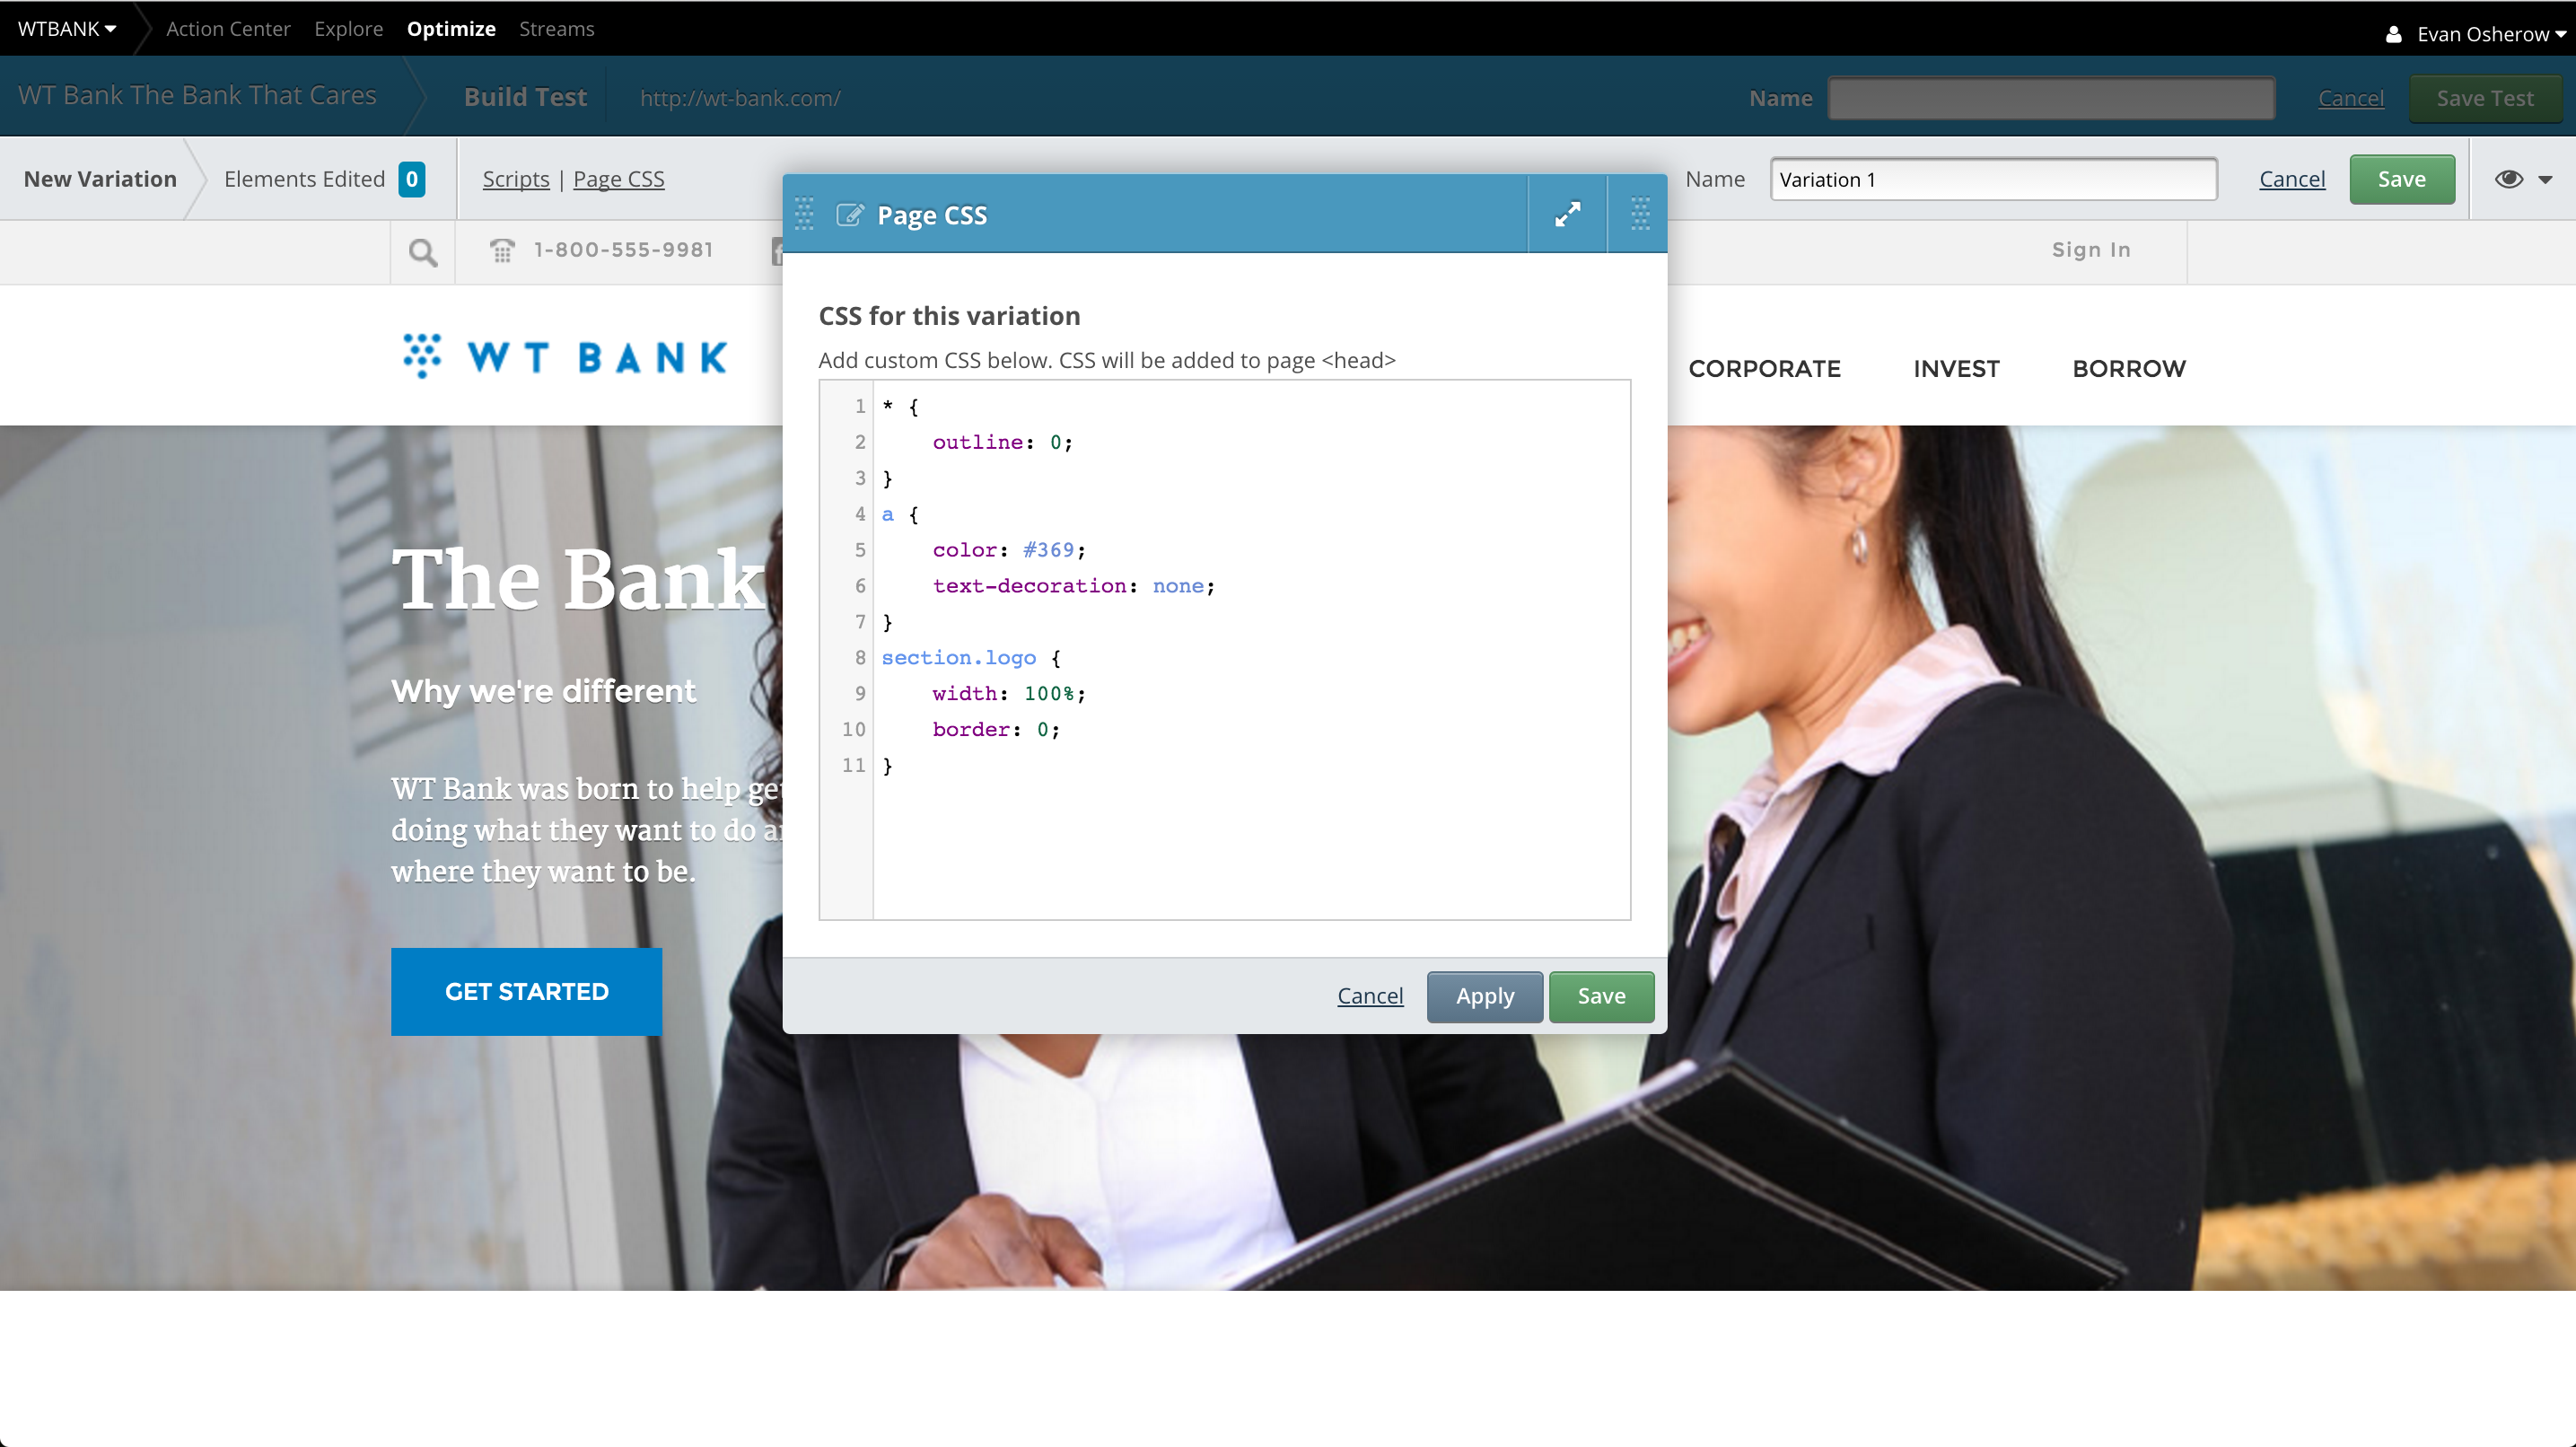 WTBANK Action Center Explore Optimize Streams Evan Osherow
WT Bank The Bank That Cares Build Test http://wt-bank.com/ Name Cancel Save Test
New Variation Elements Edited 0 Scripts | Page CSS Name Variation 1 Cancel Save
1-800-555-9981 Sign In
WT BANK CORPORATE INVEST BORROW
The Bank
Why we're different
WT Bank was born to help
doing what they want to do
where they want to be.
GET STARTED
Page CSS
CSS for this variation
Add custom CSS below. CSS will be added to page <head>
1 * {
2 outline: 0;
3 }
4 a {
5 color: #369;
6 text-decoration: none;
7 }
8 section.logo {
9 width: 100%;
10 border: 0;
11 }
Cancel Apply Save